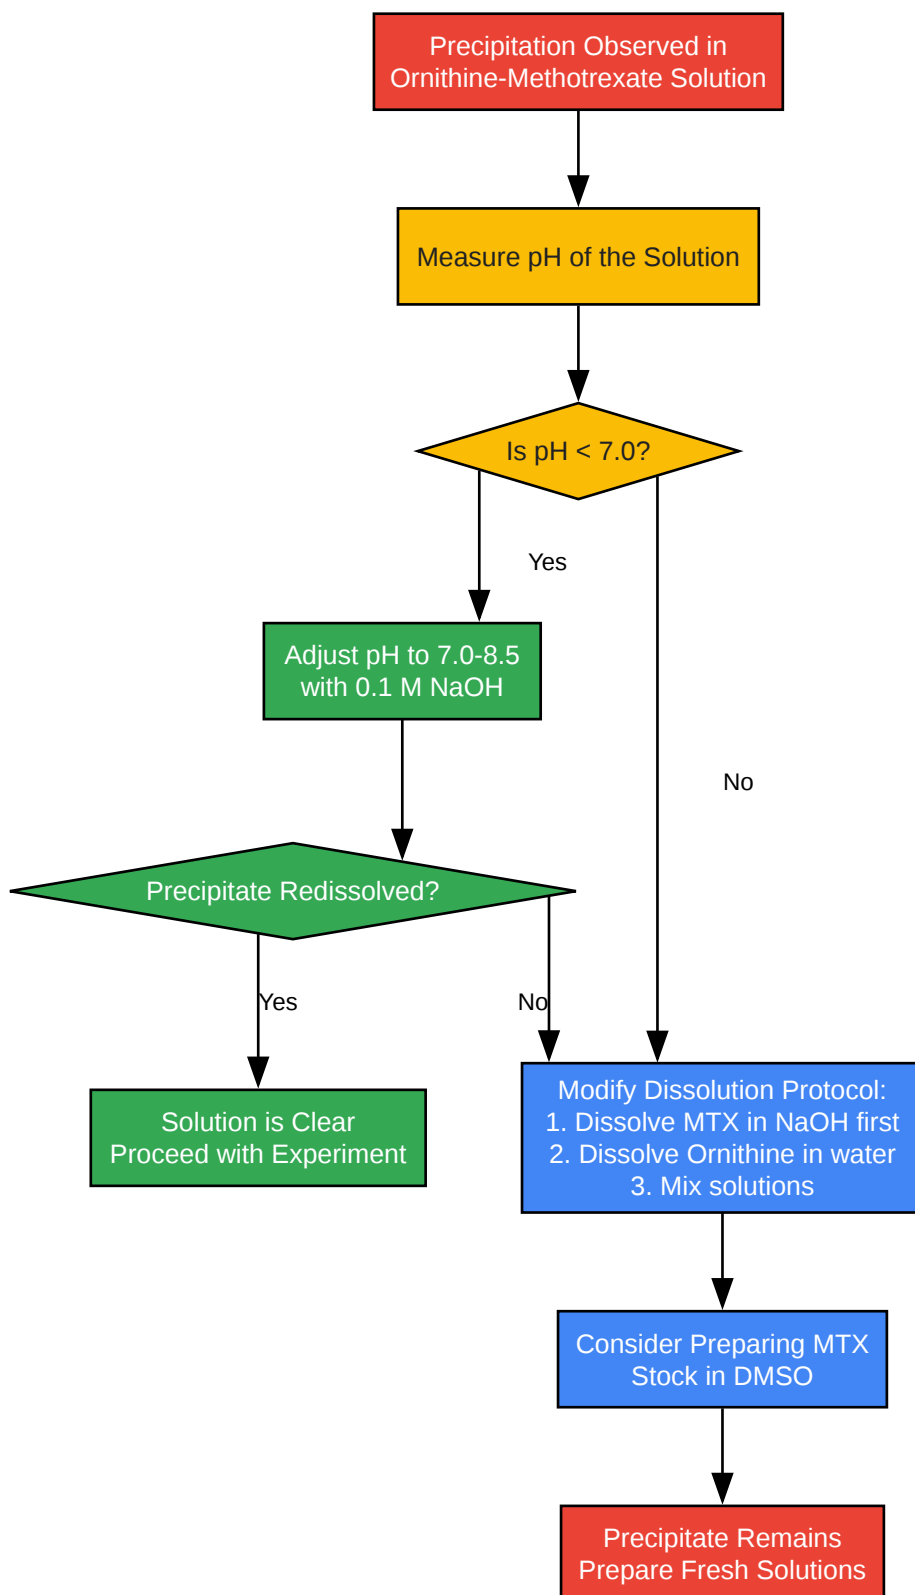 Precipitation Observed in
Ornithine-Methotrexate Solution
Measure pH of the Solution
Is pH < 7.0?
Yes
Adjust pH to 7.0-8.5
with 0.1 M NaOH
No
Precipitate Redissolved?
Yes
No
Solution is Clear
Proceed with Experiment
Modify Dissolution Protocol:
1. Dissolve MTX in NaOH first
2. Dissolve Ornithine in water
3. Mix solutions
Consider Preparing MTX
Stock in DMSO
Precipitate Remains
Prepare Fresh Solutions